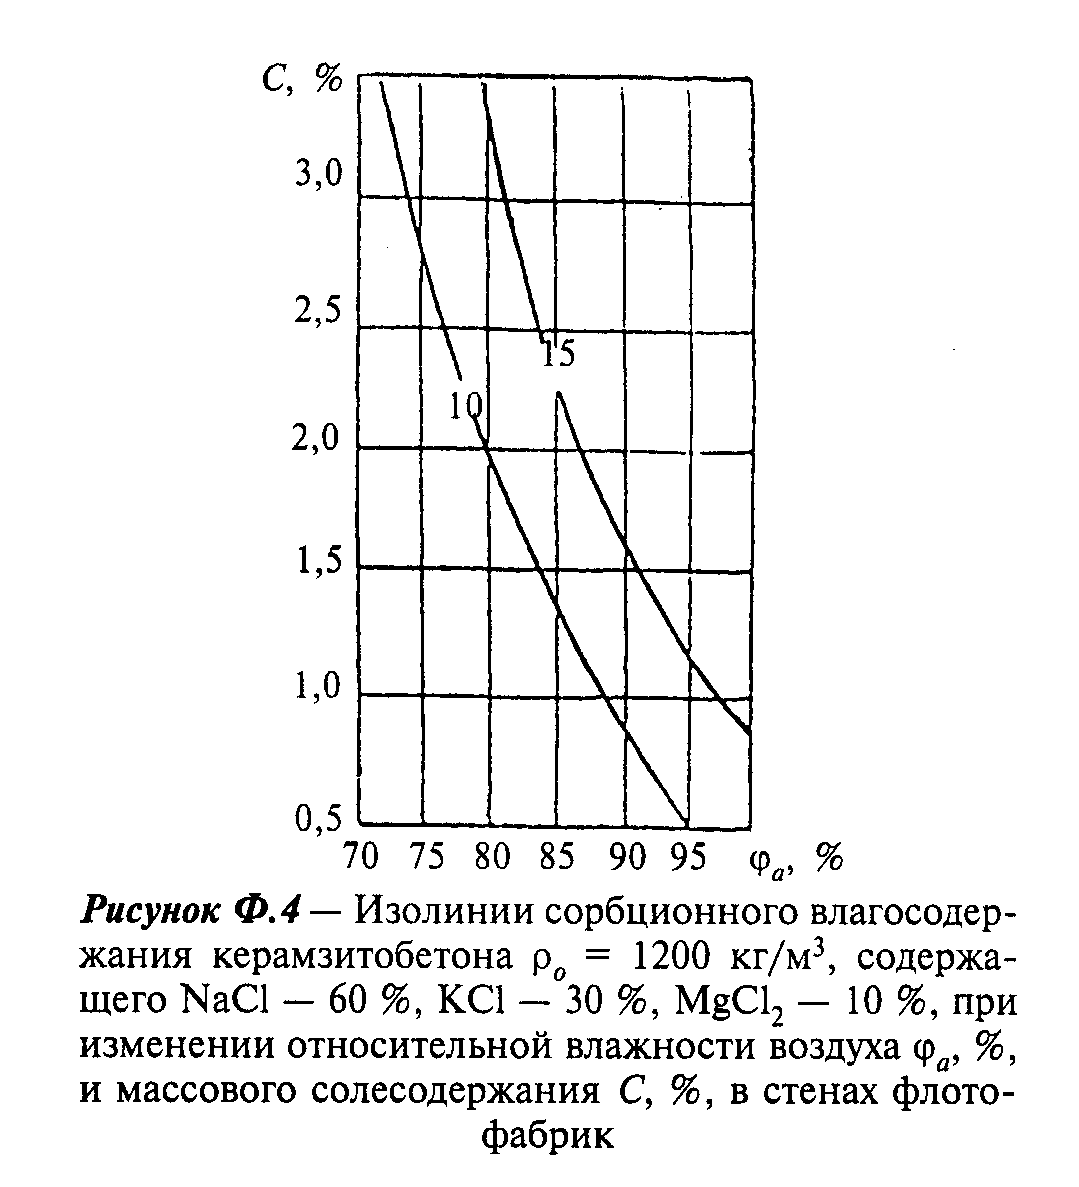 C, %
3,0
2,5
15
10
2,0
1,5
1,0
0,5
70 75 80 85 90 95 φa, %
Рисунок Ф.4 — Изолинии сорбционного влагосодер-
жания керамзитобетона ρo = 1200 кг/м³, содержа-
щего NaCl — 60 %, KCl — 30 %, MgCl₂ — 10 %, при
изменении относительной влажности воздуха φa, %,
и массового солесодержания C, %, в стенах флото-
фабрик